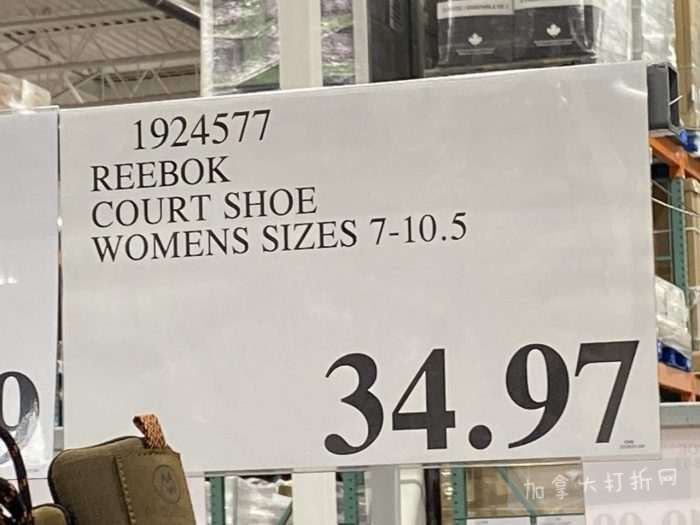 1924577
REEBOK
COURT SHOE
WOMENS SIZES 7-10.5
34.97
加拿大打折网